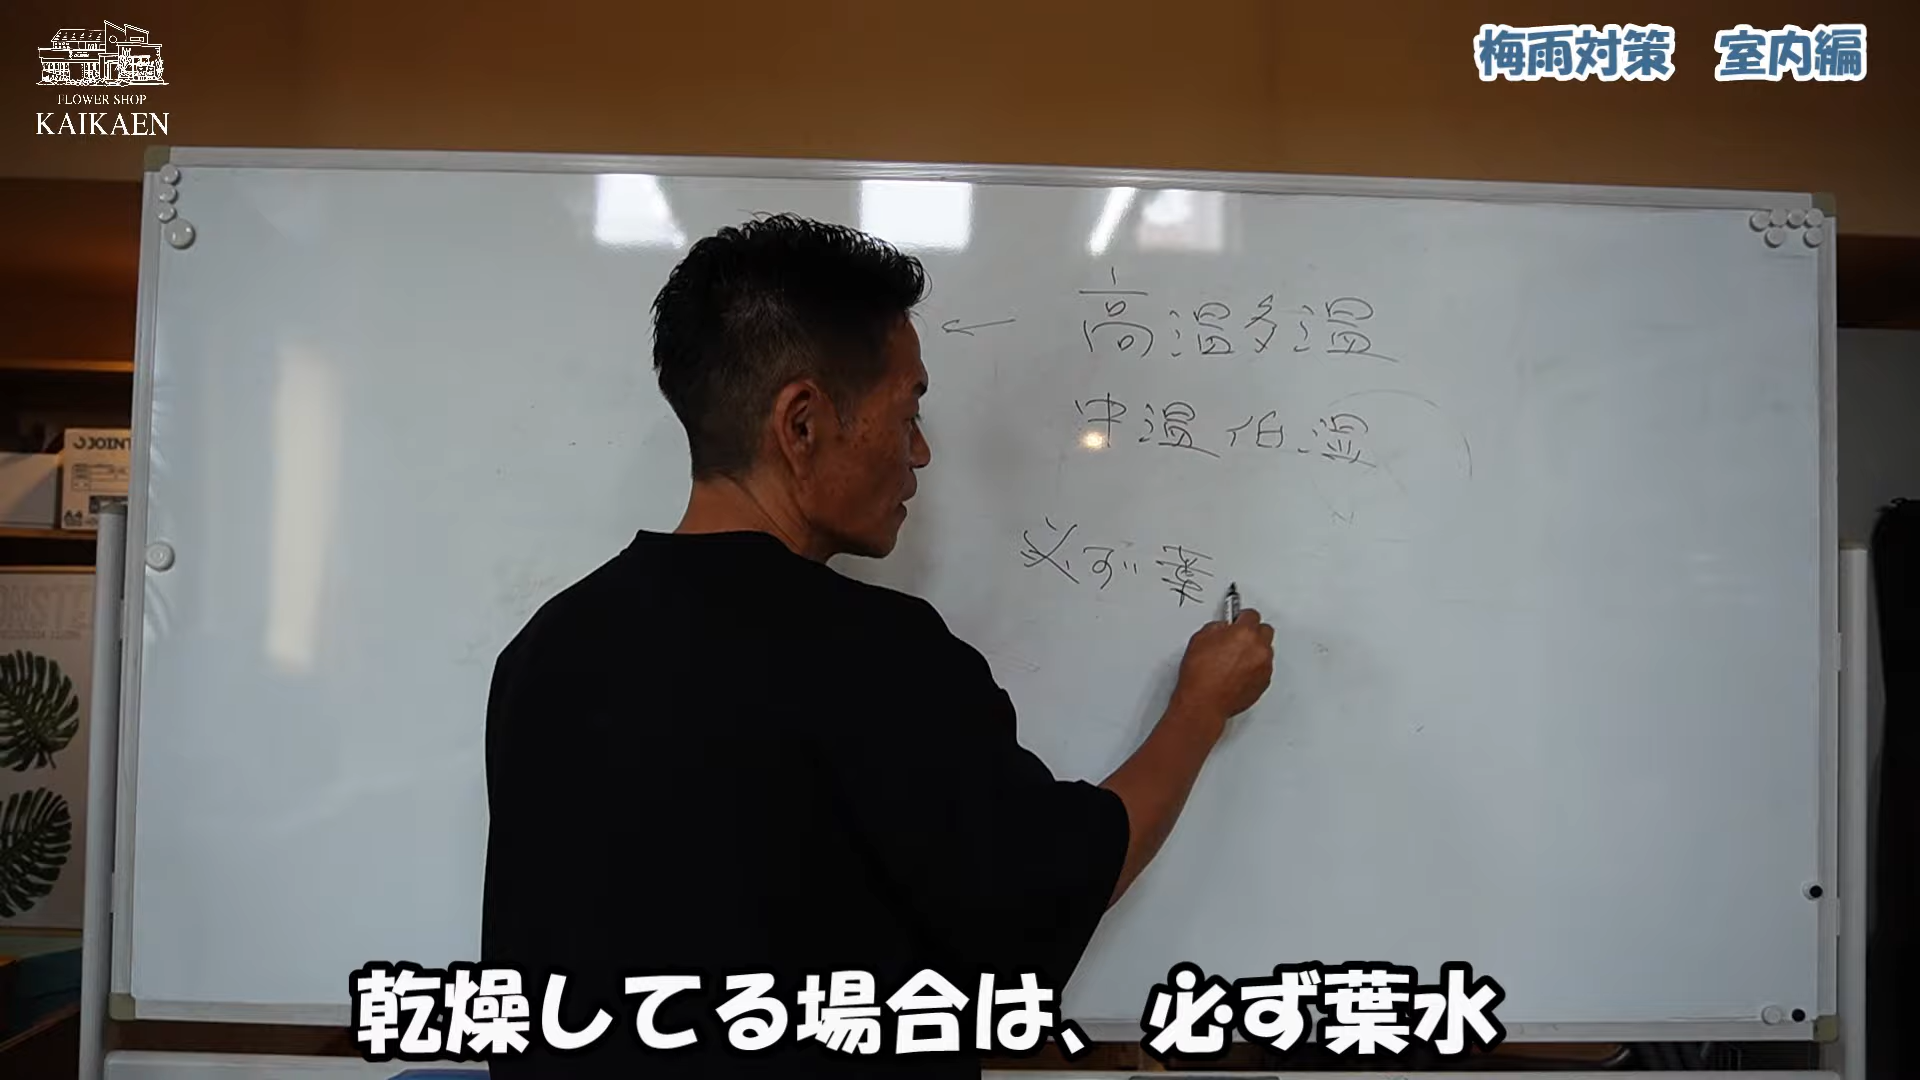 FLOWER SHOP
KAIKAEN
梅雨対策 室内編
JOINT
← 高温多湿
中温低湿
必ず葉
乾燥してる場合は、必ず葉水